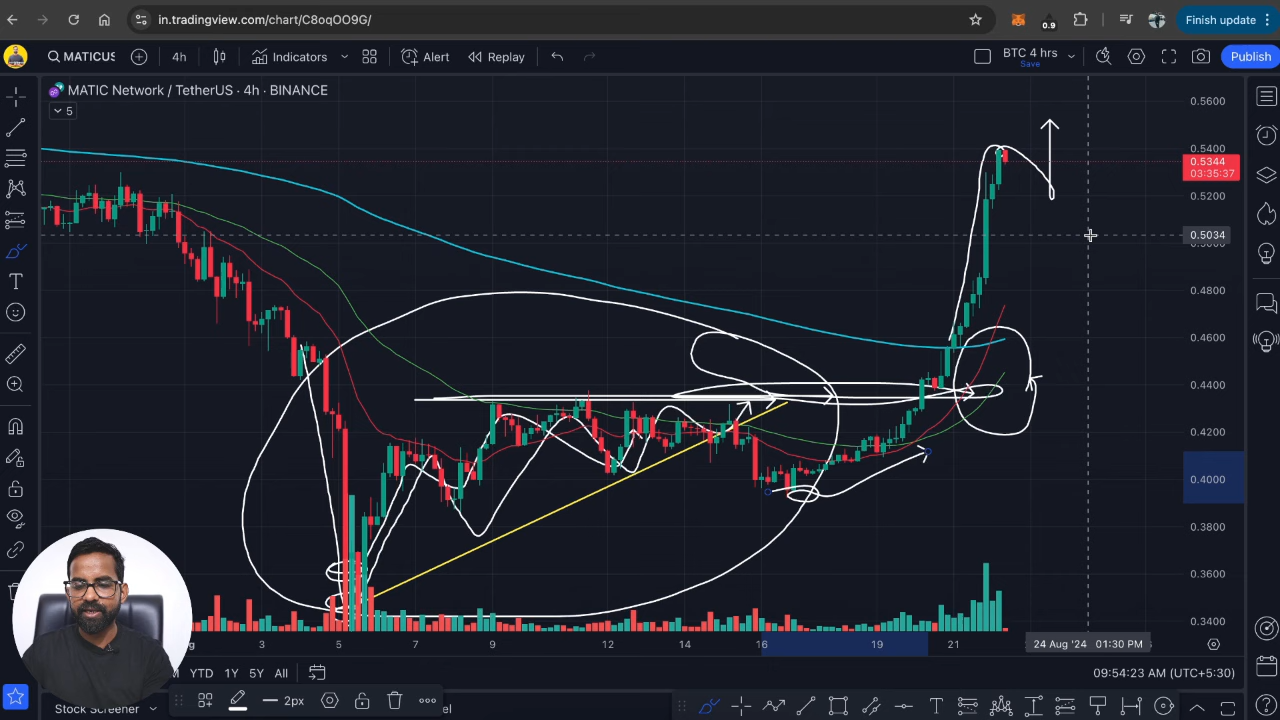 in.tradingview.com/chart/C8oqOO9G/
0.9
Finish update
MATICUS
4h
Indicators
Alert
Replay
BTC 4 hrs
Save
Publish
MATIC Network / TetherUS · 4h · BINANCE
5
0.5600
0.5400
0.5344
03:35:37
0.5200
0.5034
0.4800
0.4600
0.4400
0.4200
0.4000
0.3800
0.3600
0.3400
3
5
7
9
12
14
16
19
21
24 Aug '24 01:30 PM
YTD
1Y
5Y
All
09:54:23 AM (UTC+5:30)
2px
Stock Screener